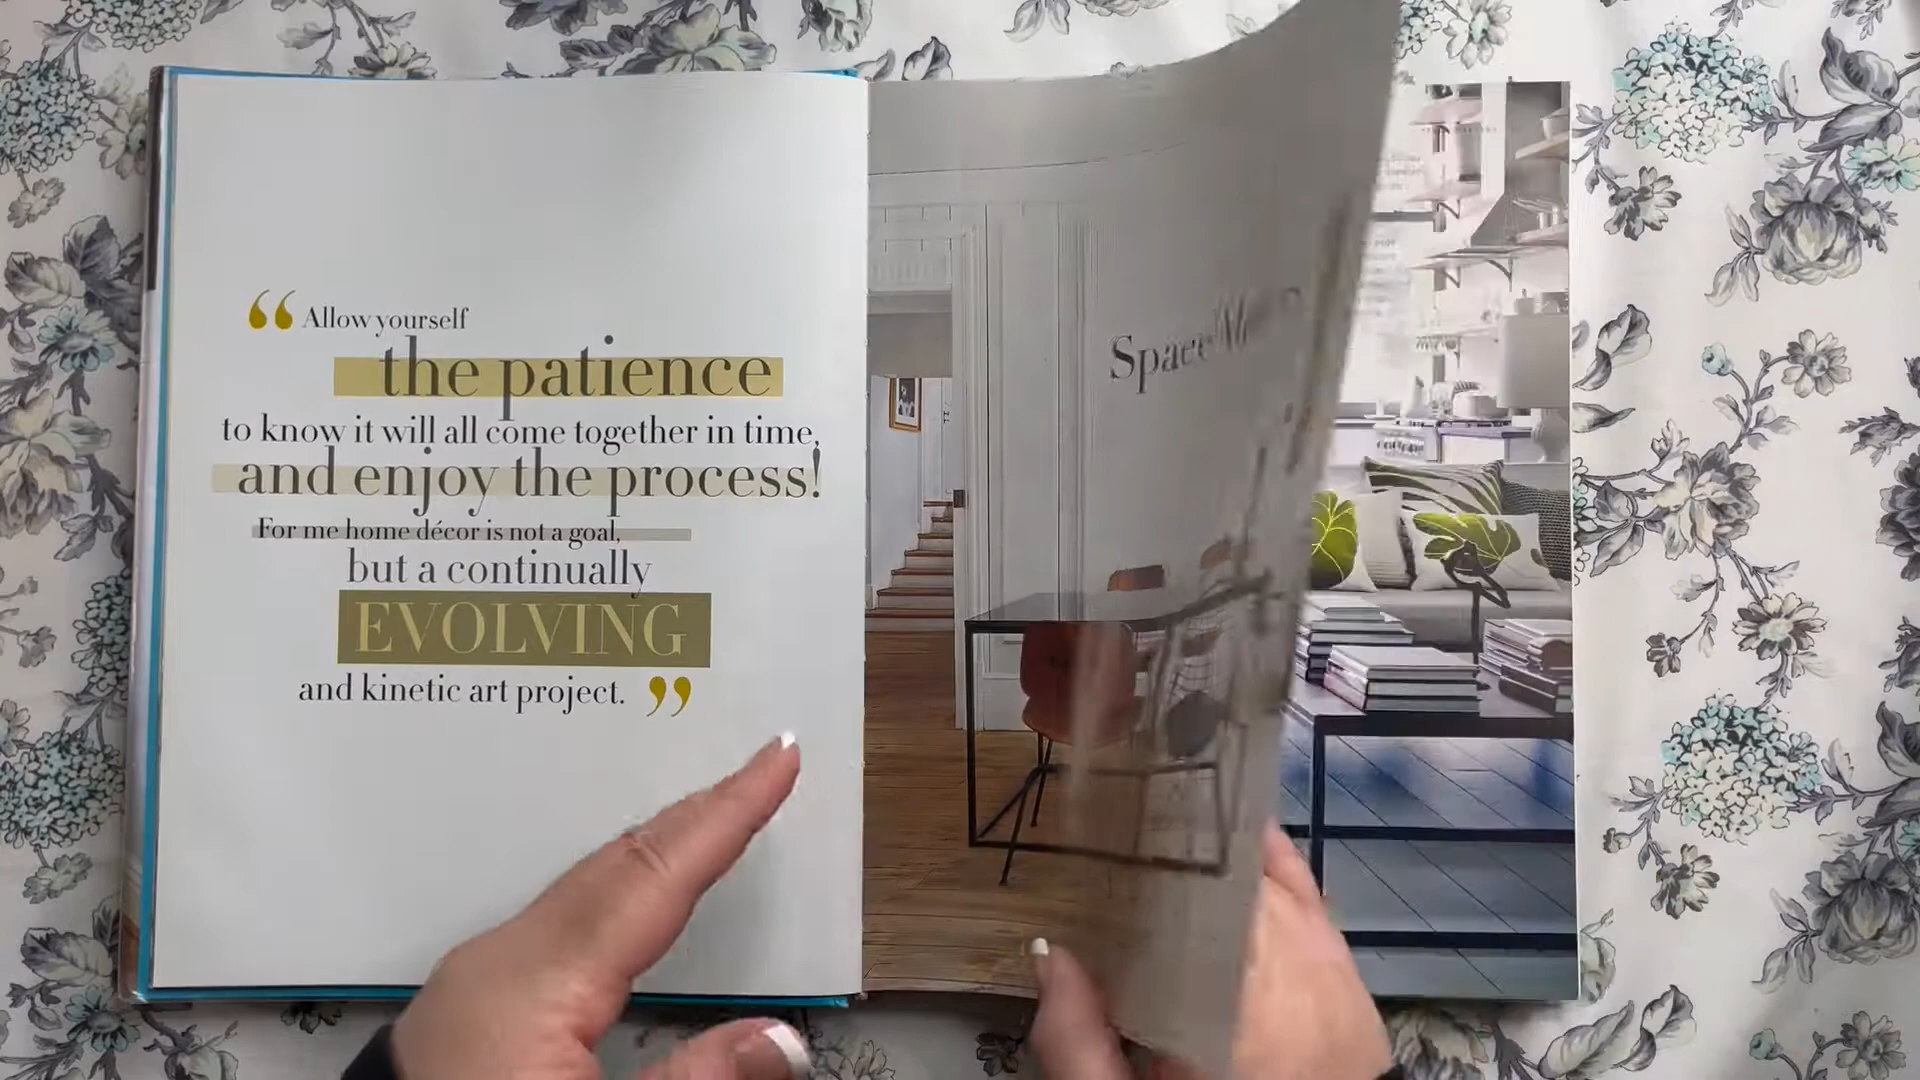 “ Allow yourself
the patience
to know it will all come together in time,
and enjoy the process!
For me home décor is not a goal,
but a continually
EVOLVING
and kinetic art project. ”
Space